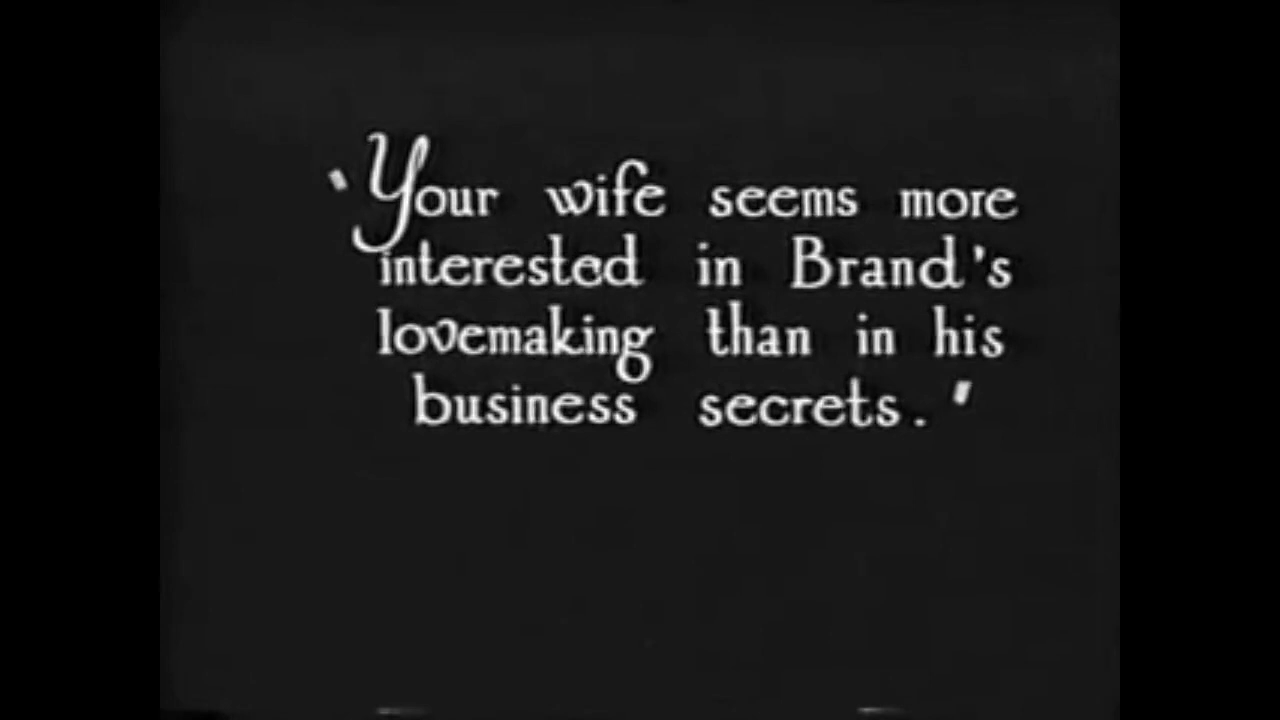 'Your wife seems more
interested in Brand's
lovemaking than in his
business secrets.'